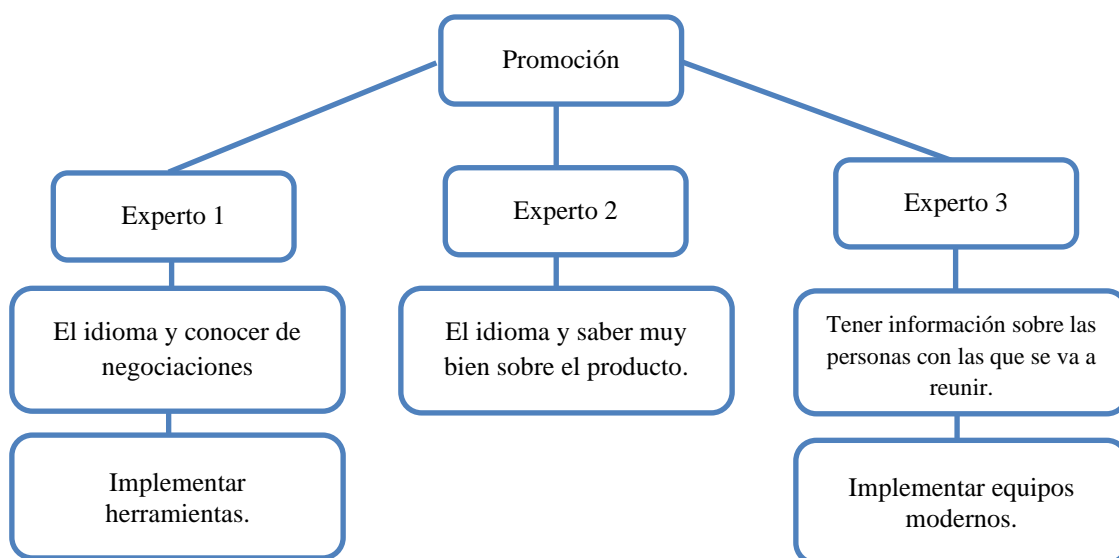 Promoción
Experto 1
Experto 2
Experto 3
El idioma y conocer de
negociaciones
El idioma y saber muy
bien sobre el producto.
Tener información sobre las
personas con las que se va a
reunir.
Implementar
herramientas.
Implementar equipos
modernos.